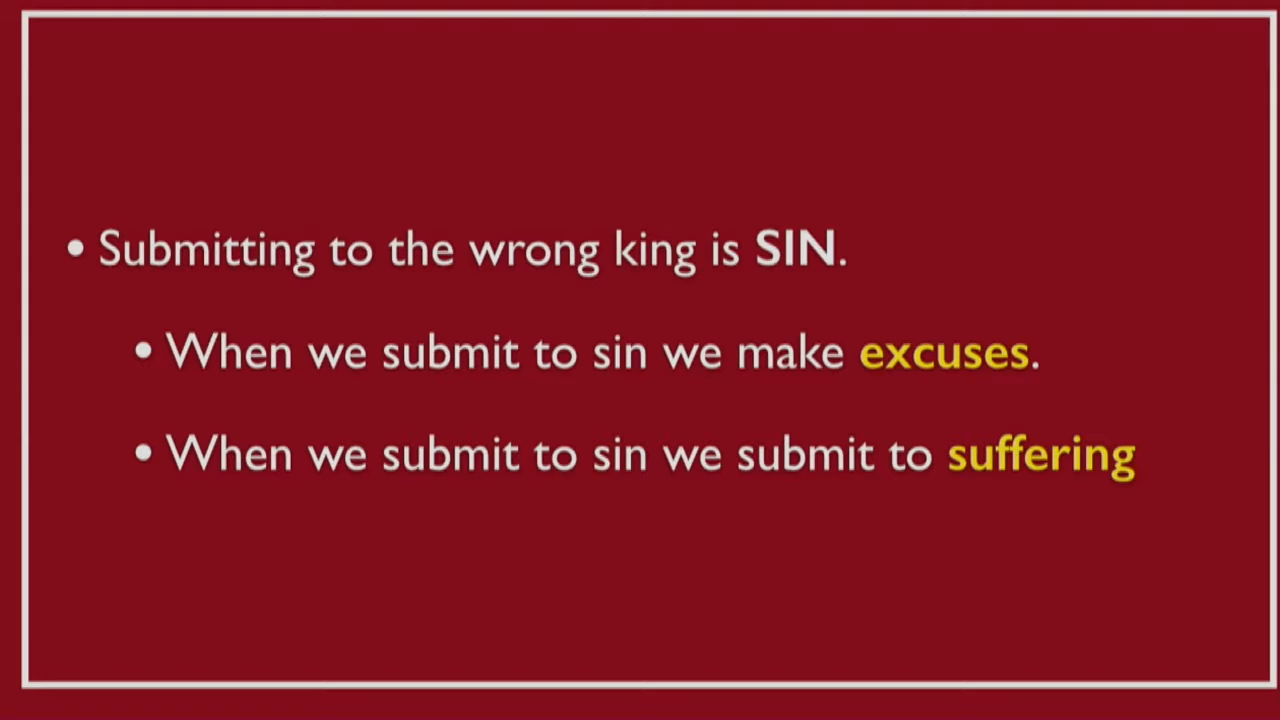 • Submitting to the wrong king is SIN.
• When we submit to sin we make excuses.
• When we submit to sin we submit to suffering